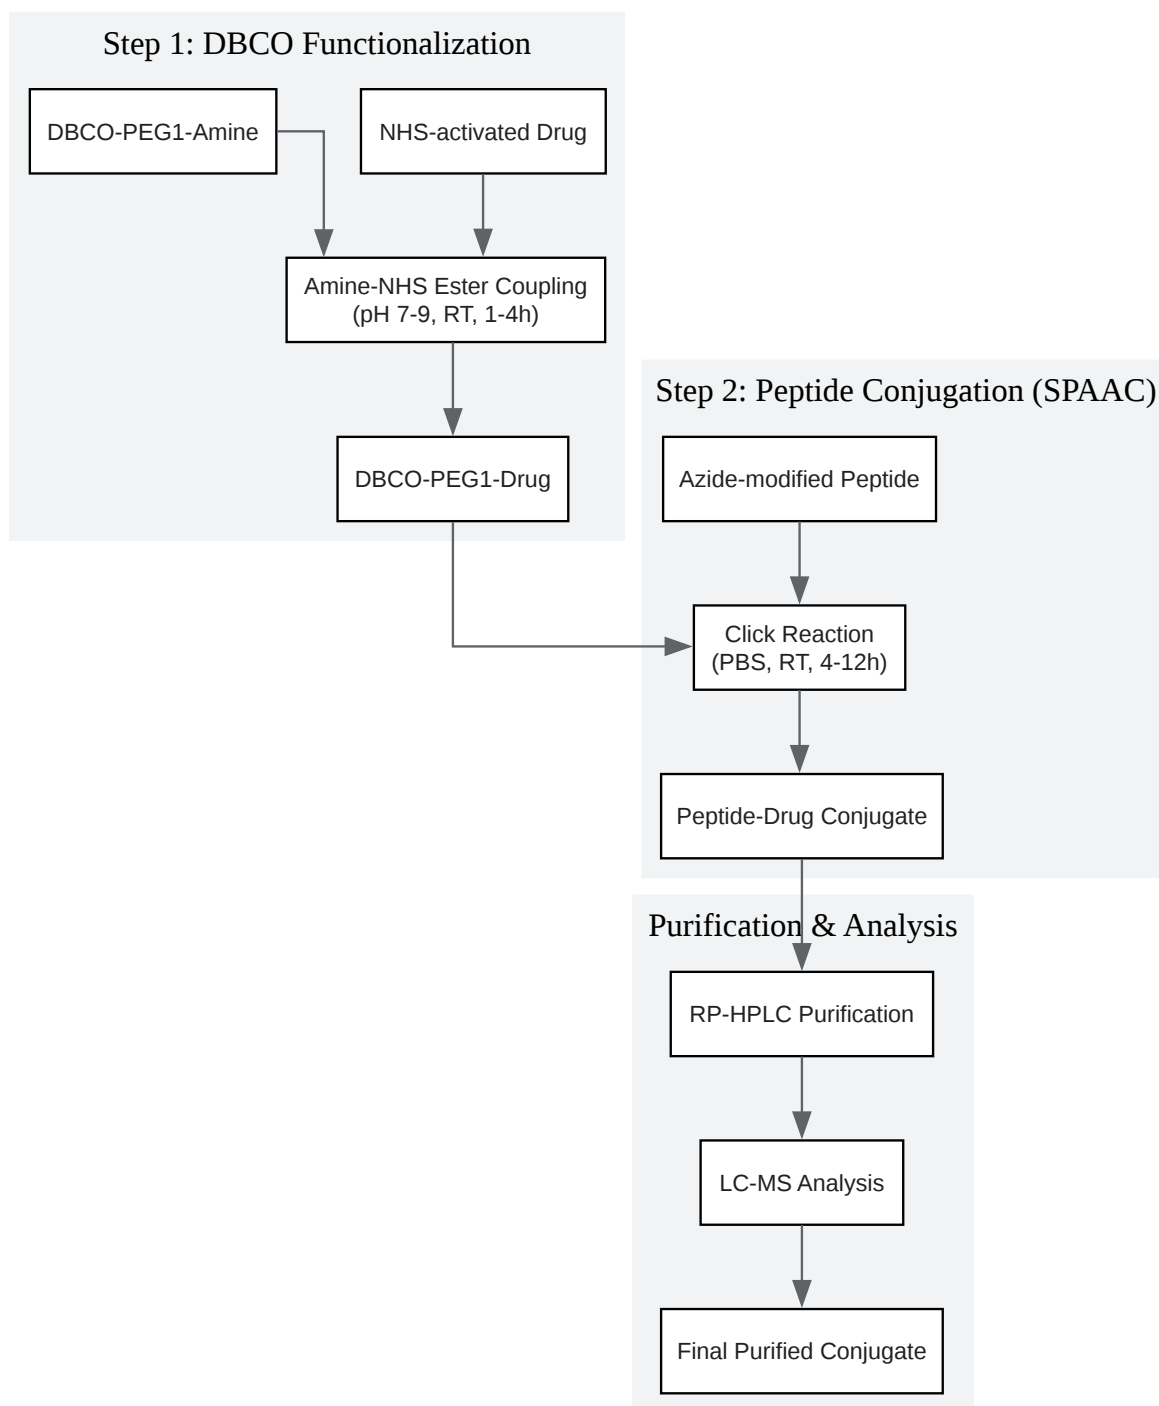 Step 1: DBCO Functionalization
DBCO-PEG1-Amine
NHS-activated Drug
Amine-NHS Ester Coupling
(pH 7-9, RT, 1-4h)
DBCO-PEG1-Drug
Step 2: Peptide Conjugation (SPAAC)
Azide-modified Peptide
Click Reaction
(PBS, RT, 4-12h)
Peptide-Drug Conjugate
Purification & Analysis
RP-HPLC Purification
LC-MS Analysis
Final Purified Conjugate